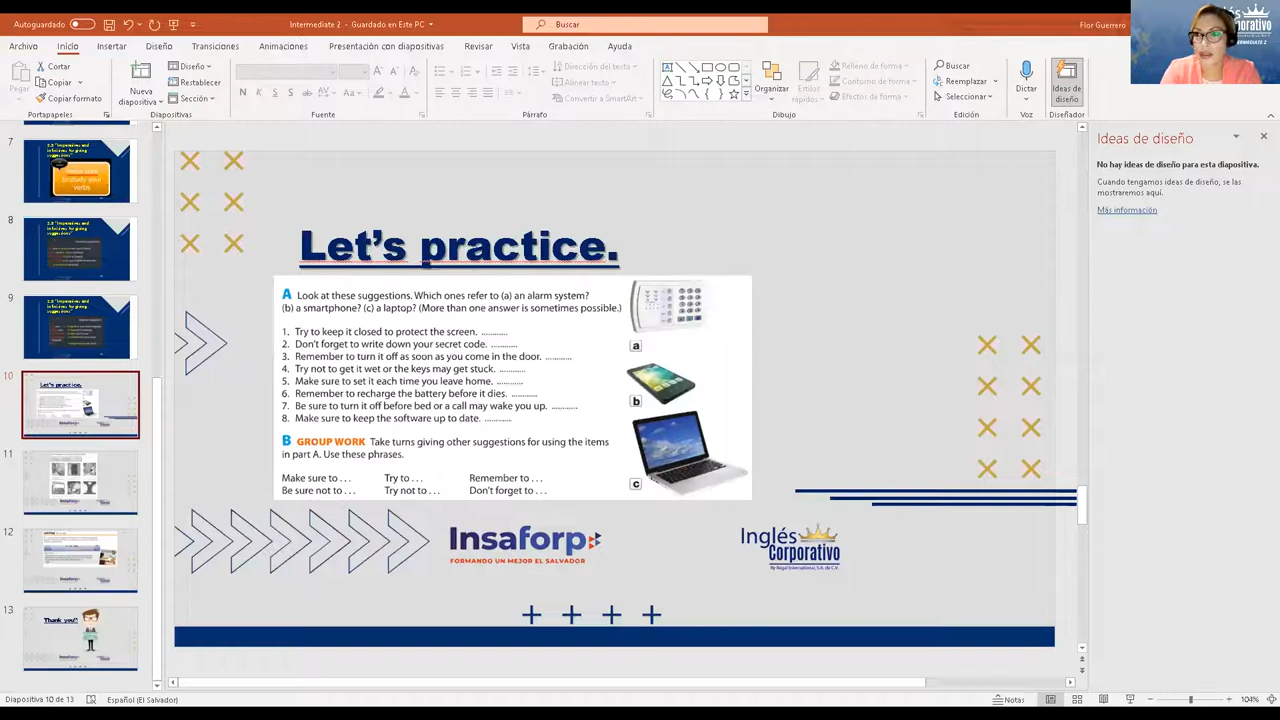 Autoguardado
Intermediate 2 - Guardado en Este PC
Buscar
Flor Guerrero
Archivo Inicio Insertar Diseño Transiciones Animaciones Presentación con diapositivas Revisar Vista Grabación Ayuda
Pegar
Cortar
Copiar
Copiar formato
Portapapeles
Nueva diapositiva
Diseño
Restablecer
Sección
Diapositivas
Fuente
Dirección del texto
Alinear texto
Convertir a SmartArt
Párrafo
Organizar
Estilos rápidos
Relleno de forma
Contorno de forma
Efectos de forma
Dibujo
Buscar
Reemplazar
Seleccionar
Edición
Dictar
Voz
Ideas de diseño
Diseñador
Ideas de diseño
No hay ideas de diseño para esta diapositiva.
Cuando tengamos ideas de diseño, se las
mostraremos aquí.
Más información
7
8
9
10
Let's practice.
11
12
13
Thank you!!
Let's practice.
A Look at these suggestions. Which ones refer to (a) an alarm system?
(b) a smartphone? (c) a laptop? (More than one answer is sometimes possible.)
1. Try to keep it closed to protect the screen. ............
2. Don't forget to write down your secret code. ............
3. Remember to turn it off as soon as you come in the door. ............
4. Try not to get it wet or the keys may get stuck. ............
5. Make sure to set it each time you leave home. ............
6. Remember to recharge the battery before it dies. ............
7. Be sure to turn it off before bed or a call may wake you up. ............
8. Make sure to keep the software up to date. ............
B GROUP WORK Take turns giving other suggestions for using the items
in part A. Use these phrases.
Make sure to . . . Try to . . . Remember to . . .
Be sure not to . . . Try not to . . . Don't forget to . . .
a
b
c
Insaforp
FORMANDO UN MEJOR EL SALVADOR
Inglés
Corporativo
By Regal International, S.A. de C.V.
Diapositiva 10 de 13
Español (El Salvador)
Notas
104%